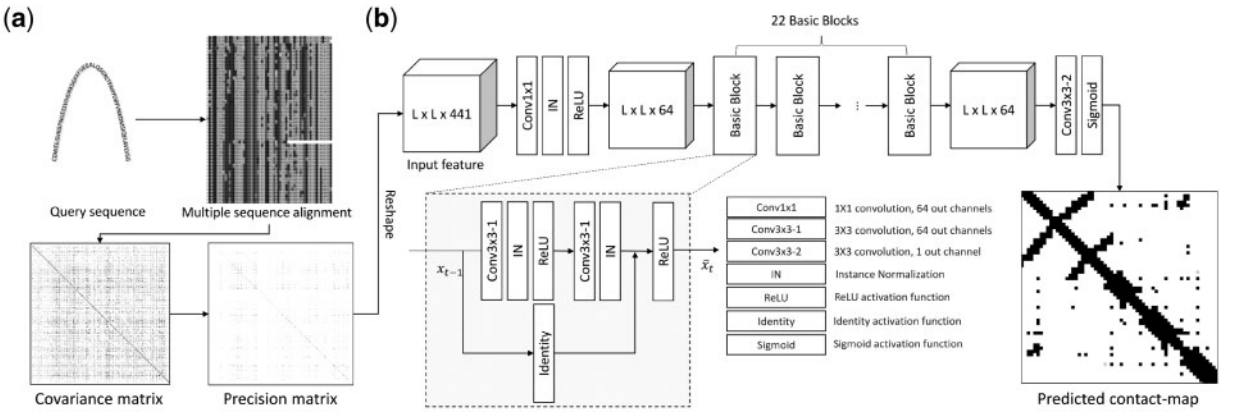 (a)
Query sequence
Multiple sequence alignment
Covariance matrix
Precision matrix
Reshape
(b)
22 Basic Blocks
L x L x 441
Input feature
Conv1x1
IN
ReLU
L x L x 64
Basic Block
Basic Block
...
Basic Block
L x L x 64
Conv3x3-2
Sigmoid
x_{t−1}
Conv3x3-1
IN
ReLU
Conv3x3-1
IN
ReLU
Identity
x̄_t
Conv1x1 1X1 convolution, 64 out channels
Conv3x3-1 3X3 convolution, 64 out channels
Conv3x3-2 3X3 convolution, 1 out channel
IN Instance Normalization
ReLU ReLU activation function
Identity Identity activation function
Sigmoid Sigmoid activation function
Predicted contact-map